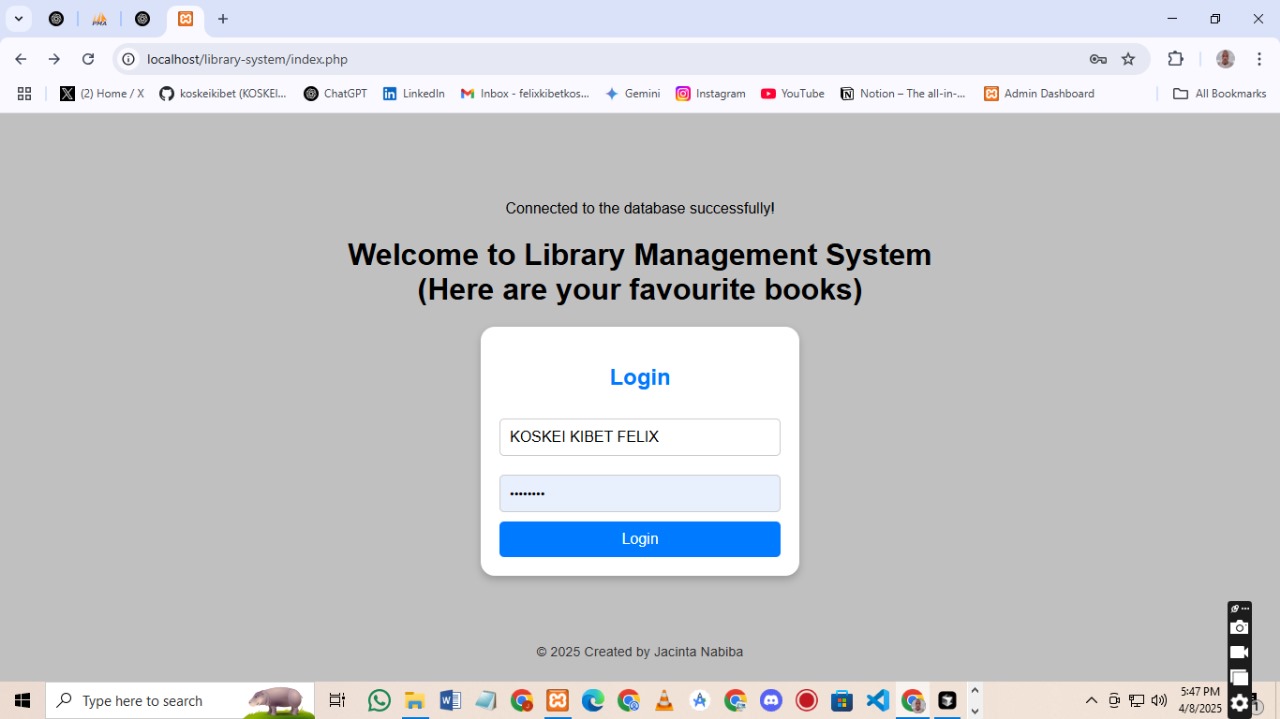 localhost/library-system/index.php
(2) Home / X
koskeikibet (KOSKEI...
ChatGPT
LinkedIn
Inbox - felixkibetkos...
Gemini
Instagram
YouTube
Notion – The all-in-...
Admin Dashboard
All Bookmarks
Connected to the database successfully!
Welcome to Library Management System
(Here are your favourite books)
Login
KOSKEI KIBET FELIX
••••••••
Login
© 2025 Created by Jacinta Nabiba
Type here to search
5:47 PM
4/8/2025